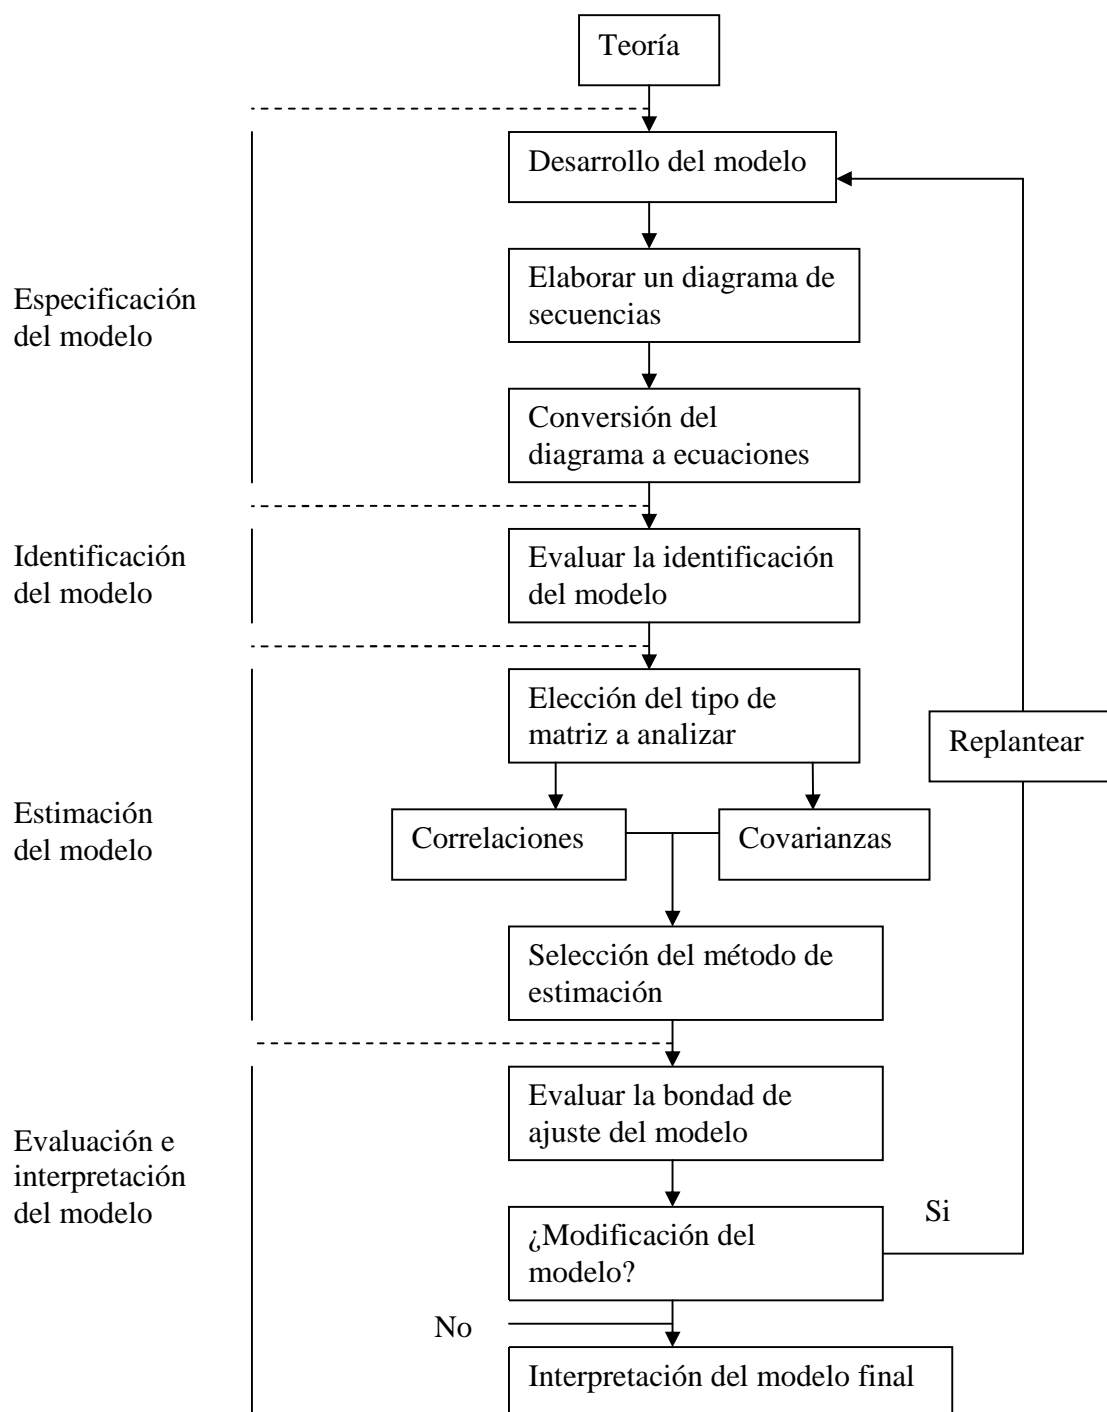 Teoría
Desarrollo del modelo
Elaborar un diagrama de
secuencias
Especificación
del modelo
Conversión del
diagrama a ecuaciones
Identificación
del modelo
Evaluar la identificación
del modelo
Elección del tipo de
matriz a analizar
Replantear
Estimación
del modelo
Correlaciones
Covarianzas
Selección del método de
estimación
Evaluar la bondad de
ajuste del modelo
Evaluación e
interpretación
del modelo
Si
¿Modificación del
modelo?
No
Interpretación del modelo final